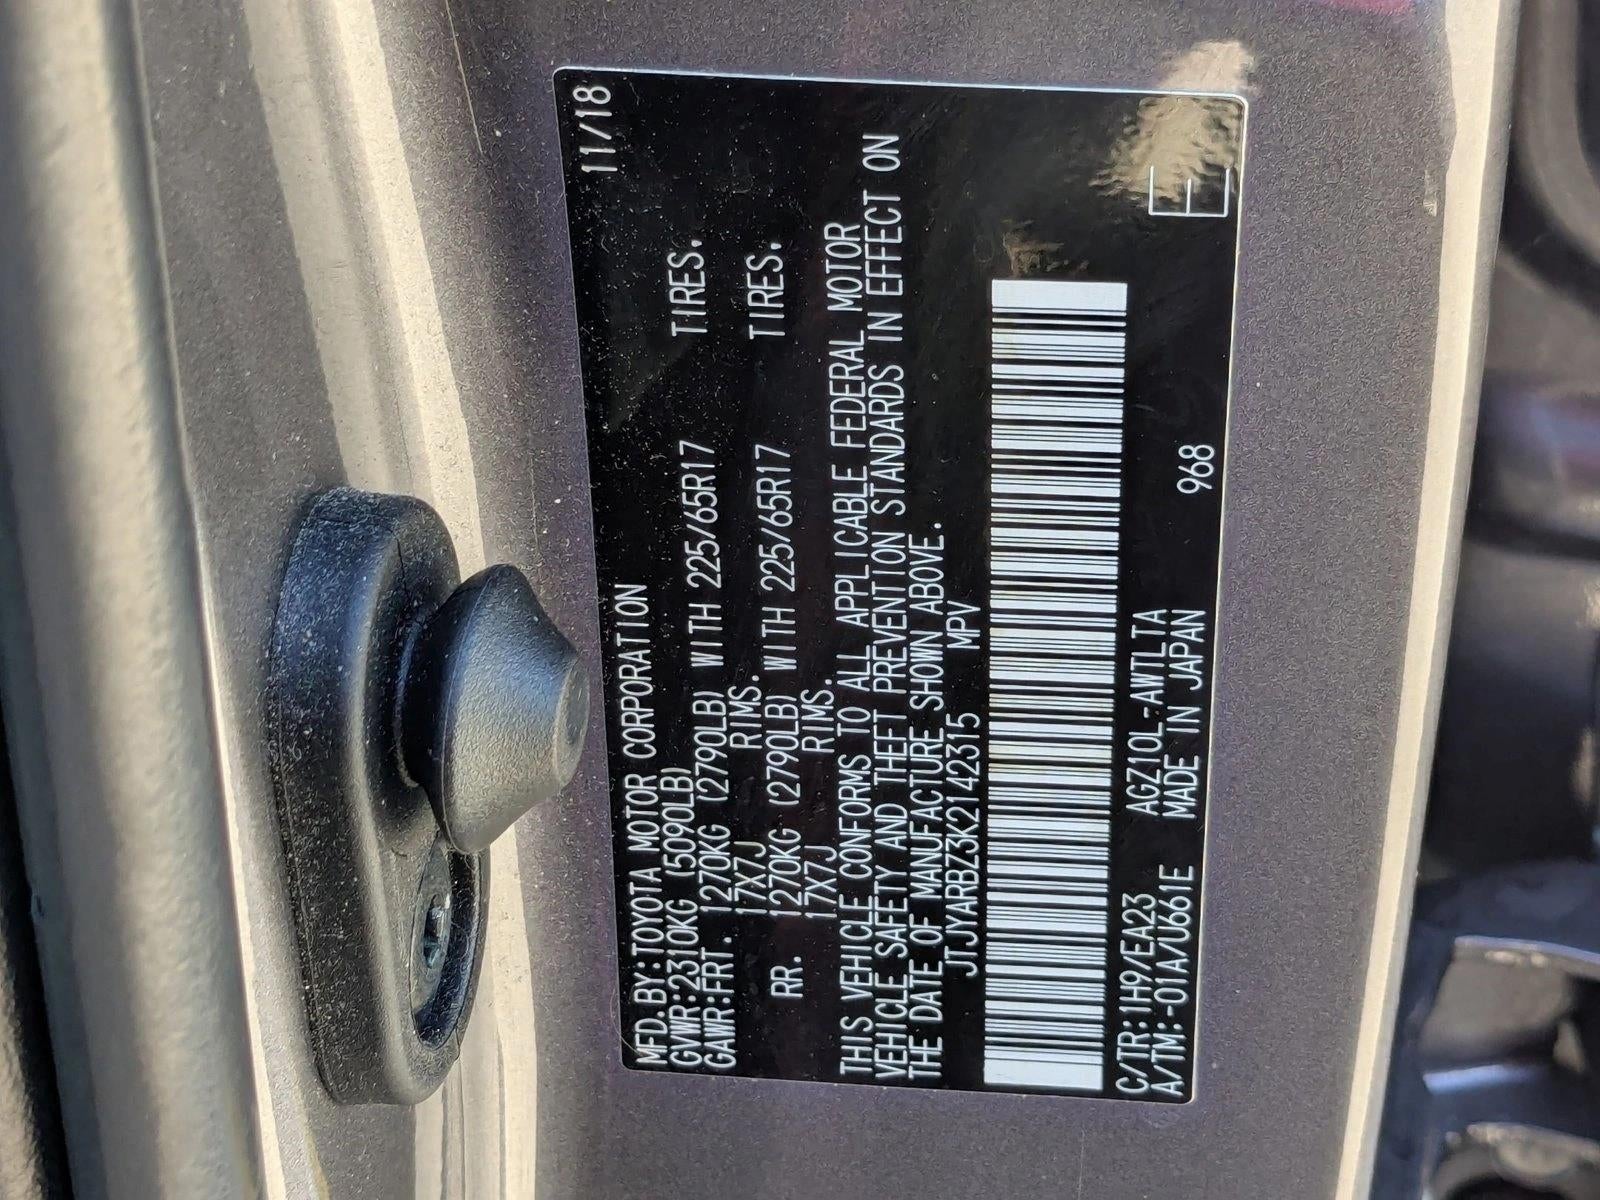 MFD.BY:TOYOTA MOTOR CORPORATION 11/18
GVWR:2310KG (5090LB)
GAWR:FRT. 1270KG (2790LB) WITH 225/65R17 TIRES.
17X7J RIMS.
RR. 1270KG (2790LB) WITH 225/65R17 TIRES.
17X7J RIMS.
THIS VEHICLE CONFORMS TO ALL APPLICABLE FEDERAL MOTOR
VEHICLE SAFETY AND THEFT PREVENTION STANDARDS IN EFFECT ON
THE DATE OF MANUFACTURE SHOWN ABOVE.
JTJYARBZ3K2142315 MPV
C/TR:1H9/EA23 AGZ10L-AWTLTA
A/TM:-01A/U661E MADE IN JAPAN 968
E